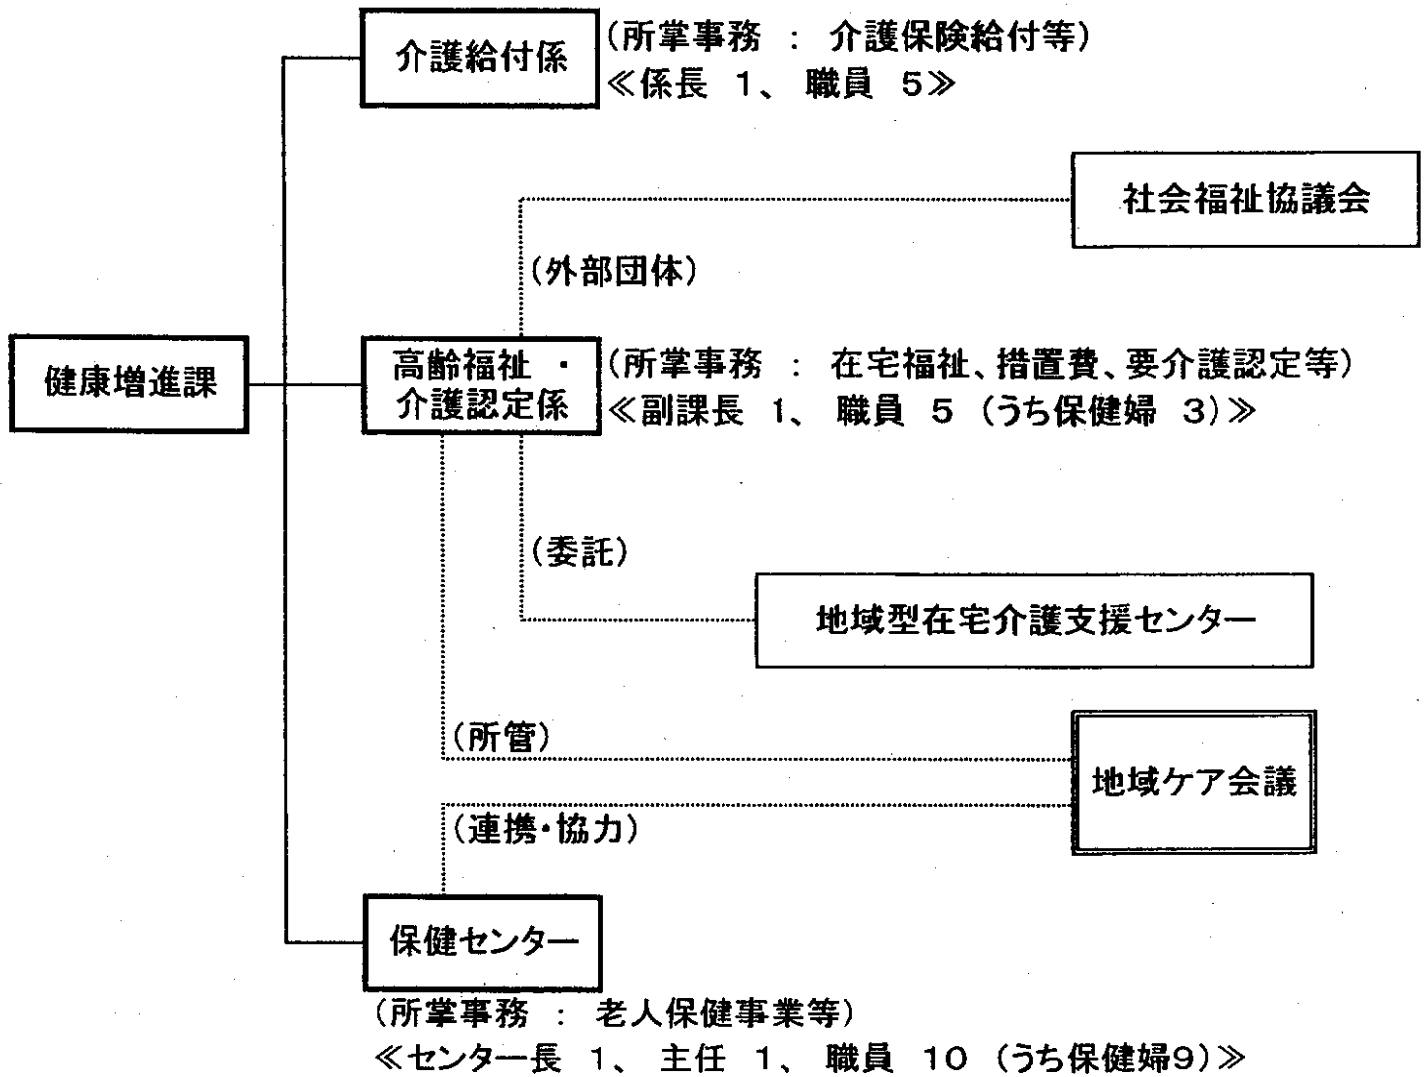 介護給付係
(所掌事務 : 介護保険給付等)
≪係長 1、 職員 5≫
社会福祉協議会
(外部団体)
健康増進課
高齢福祉 ・
介護認定係
(所掌事務 : 在宅福祉、措置費、要介護認定等)
≪副課長 1、 職員 5 (うち保健婦 3)≫
(委託)
地域型在宅介護支援センター
(所管)
地域ケア会議
(連携・協力)
保健センター
(所掌事務 : 老人保健事業等)
≪センター長 1、 主任 1、 職員 10 (うち保健婦9)≫